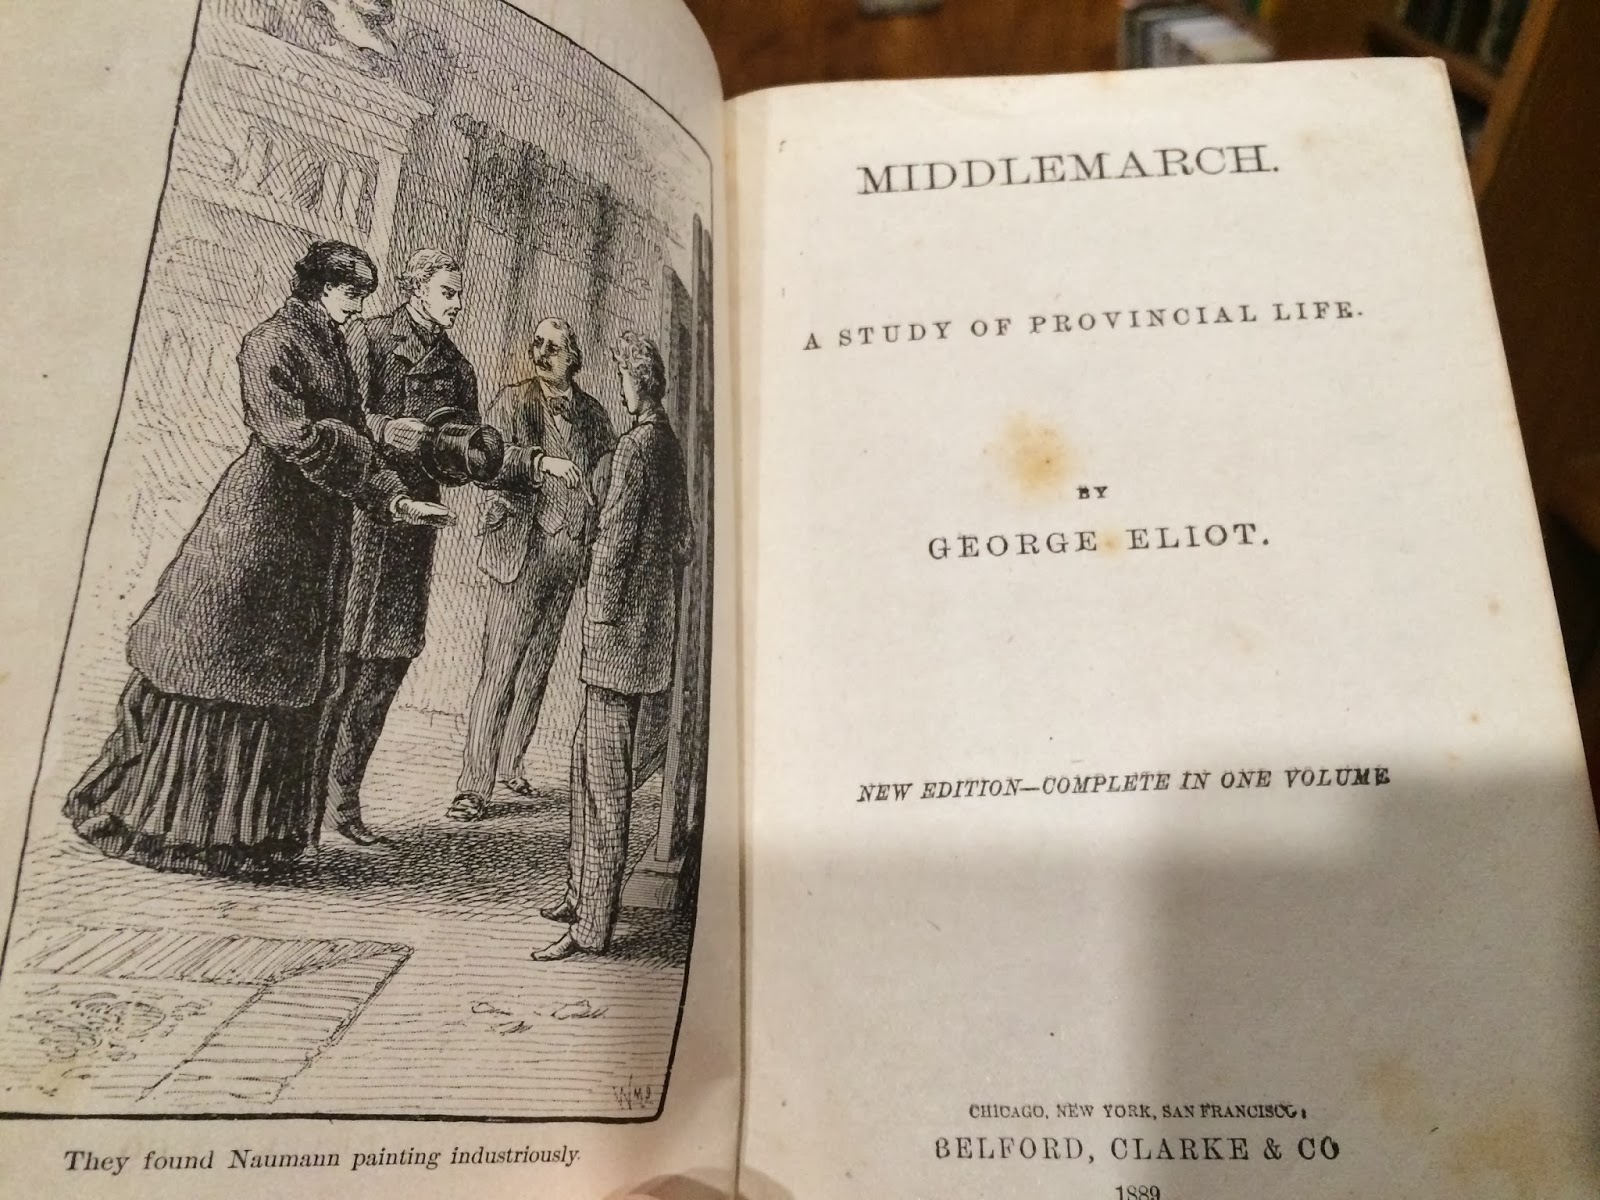 They found Naumann painting industriously.
MIDDLEMARCH.
A STUDY OF PROVINCIAL LIFE.
BY
GEORGE ELIOT.
NEW EDITION—COMPLETE IN ONE VOLUME
CHICAGO, NEW YORK, SAN FRANCISCO:
BELFORD, CLARKE & CO
1889